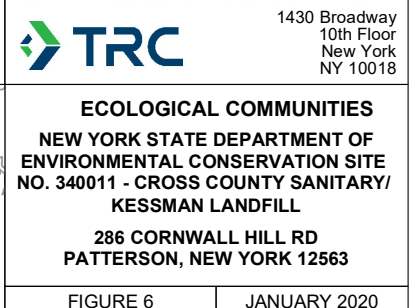 TRC
1430 Broadway
10th Floor
New York
NY 10018
ECOLOGICAL COMMUNITIES
NEW YORK STATE DEPARTMENT OF
ENVIRONMENTAL CONSERVATION SITE
NO. 340011 - CROSS COUNTY SANITARY/
KESSMAN LANDFILL
286 CORNWALL HILL RD
PATTERSON, NEW YORK 12563
FIGURE 6
JANUARY 2020